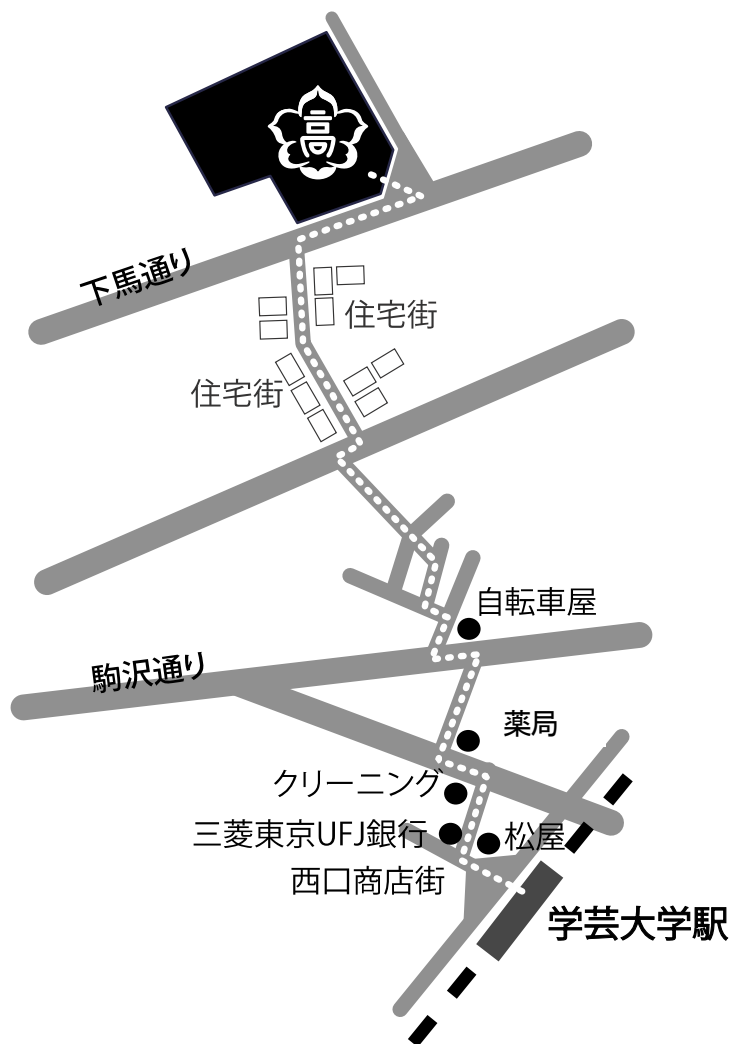 高
下馬通り
住宅街
住宅街
自転車屋
駒沢通り
薬局
クリーニング
三菱東京UFJ銀行
松屋
西口商店街
学芸大学駅